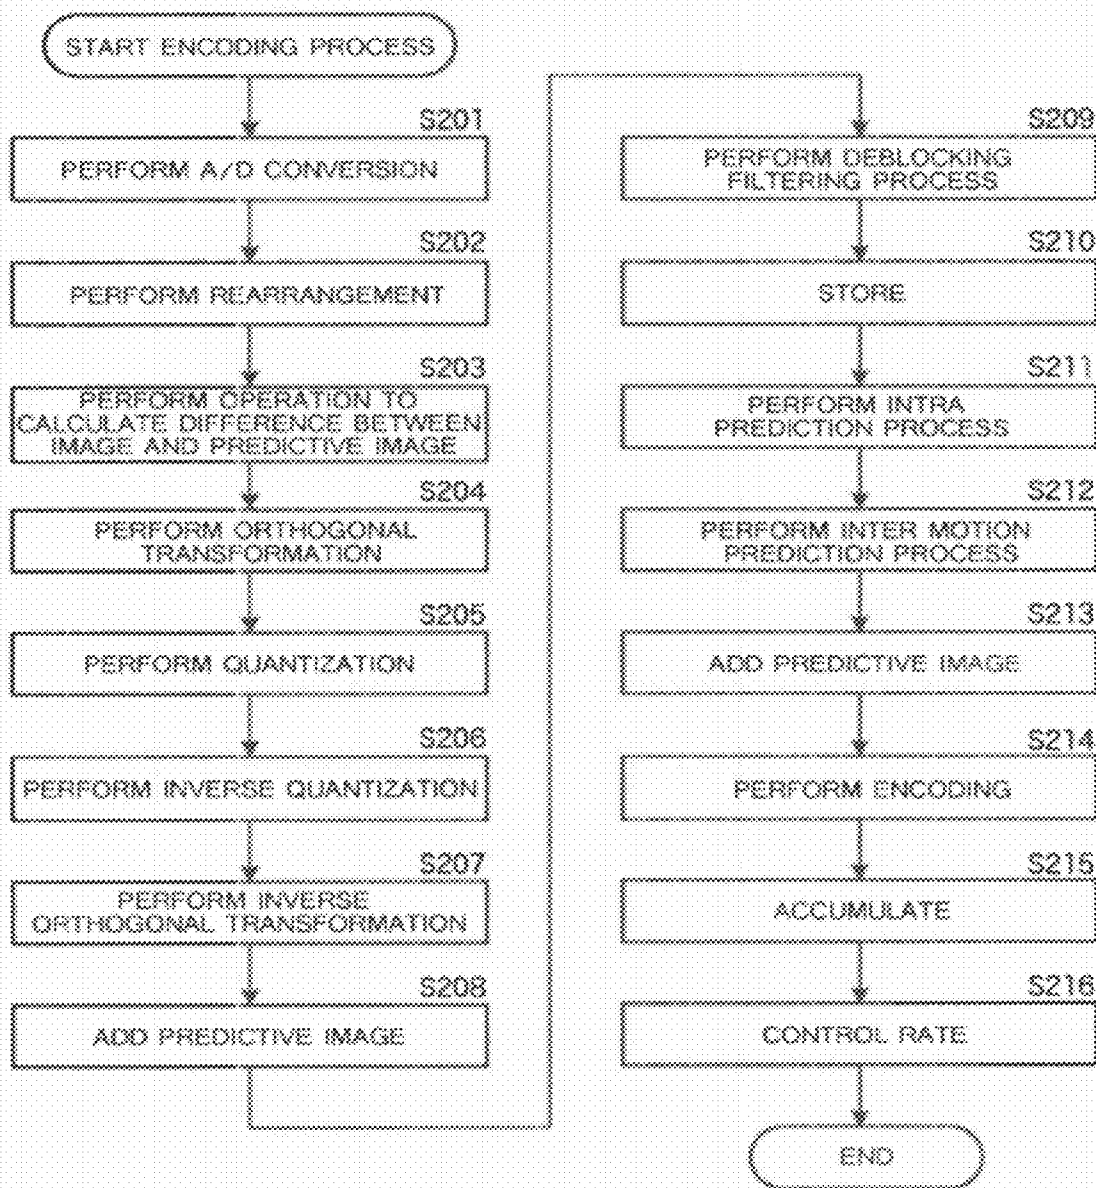 START ENCODING PROCESS
S201
PERFORM A/D CONVERSION
S202
PERFORM REARRANGEMENT
S203
PERFORM OPERATION TO
CALCULATE DIFFERENCE BETWEEN
IMAGE AND PREDICTIVE IMAGE
S204
PERFORM ORTHOGONAL
TRANSFORMATION
S205
PERFORM QUANTIZATION
S206
PERFORM INVERSE QUANTIZATION
S207
PERFORM INVERSE
ORTHOGONAL TRANSFORMATION
S208
ADD PREDICTIVE IMAGE
S209
PERFORM DEBLOCKING
FILTERING PROCESS
S210
STORE
S211
PERFORM INTRA
PREDICTION PROCESS
S212
PERFORM INTER MOTION
PREDICTION PROCESS
S213
ADD PREDICTIVE IMAGE
S214
PERFORM ENCODING
S215
ACCUMULATE
S216
CONTROL RATE
END